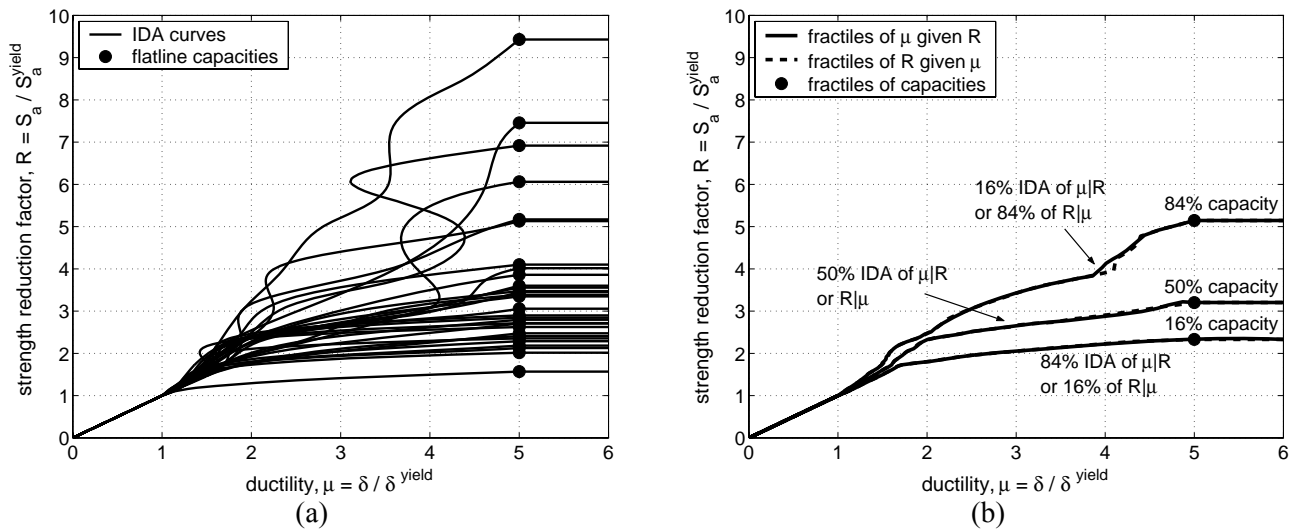 IDA curves
flatline capacities
strength reduction factor, R = S_a / S_a^yield
10
9
8
7
6
5
4
3
2
1
0
0 1 2 3 4 5 6
ductility, μ = δ / δ^yield
(a)
fractiles of μ given R
fractiles of R given μ
fractiles of capacities
strength reduction factor, R = S_a / S_a^yield
10
9
8
7
6
5
4
3
2
1
0
16% IDA of μ|R
or 84% of R|μ
84% capacity
50% IDA of μ|R
or R|μ
50% capacity
16% capacity
84% IDA of μ|R
or 16% of R|μ
0 1 2 3 4 5 6
ductility, μ = δ / δ^yield
(b)